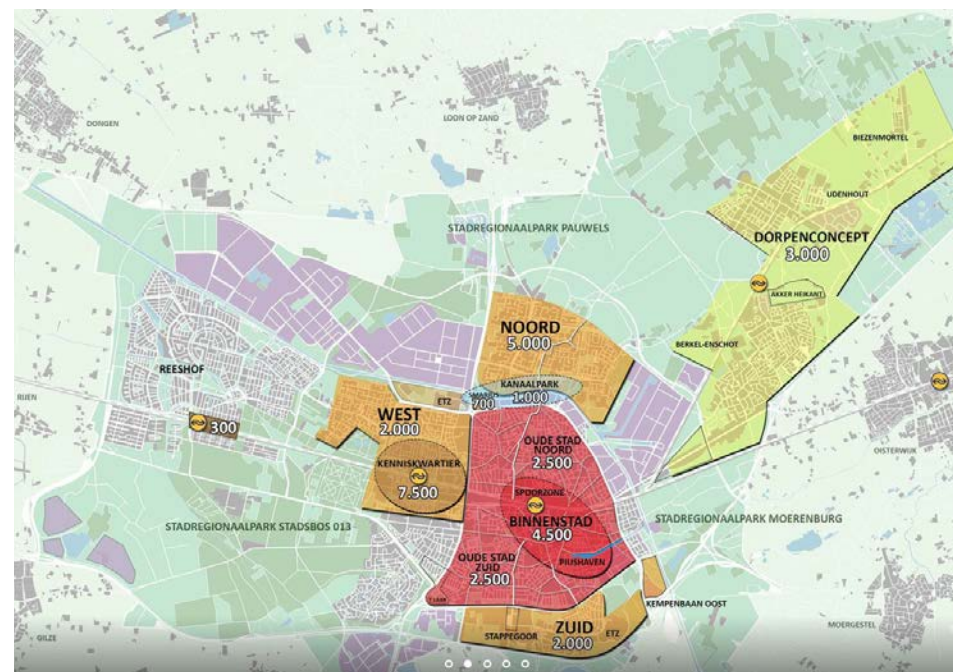 DONGEN
LOON OP ZAND
BIEZENMORTEL
UDENHOUT
STADREGIONAALPARK PAUWELS
DORPENCONCEPT
3.000
AKKER HEIKANT
NOORD
5.000
BERKEL-ENSCHOT
REESHOF
KANAALPARK
1.000
RIJEN
ETZ
700
WEST
2.000
300
OUDE STAD
NOORD
2.500
OISTERWIJK
KENNISKWARTIER
7.500
SPOORZONE
BINNENSTAD
4.500
STADREGIONAALPARK STADSBOS 013
STADREGIONAALPARK MOERENBURG
OUDE STAD
ZUID
2.500
PIUSHAVEN
KEMPENBAAN OOST
'T LAAR
STAPPEGOOR
ZUID
2.000
ETZ
GILZE
MOERGESTEL